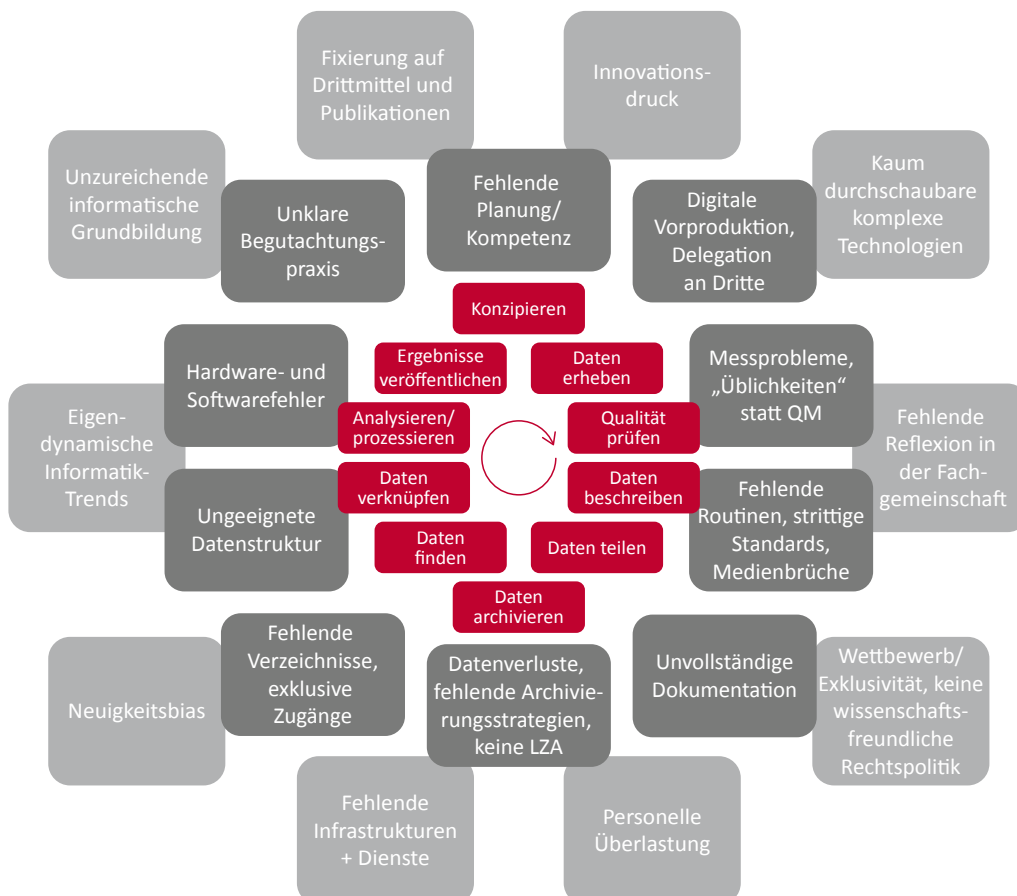 Fixierung auf
Drittmittel und
Publikationen
Innovations-
druck
Unzureichende
informatische
Grundbildung
Unklare
Begutachtungs-
praxis
Fehlende
Planung/
Kompetenz
Digitale
Vorproduktion,
Delegation
an Dritte
Kaum
durchschaubare
komplexe
Technologien
Konzipieren
Ergebnisse
veröffentlichen
Daten
erheben
Hardware- und
Softwarefehler
Analysieren/
prozessieren
Qualität
prüfen
Messprobleme,
„Üblichkeiten“
statt QM
Eigen-
dynamische
Informatik-
Trends
Fehlende
Reflexion in
der Fach-
gemeinschaft
Ungeeignete
Datenstruktur
Daten
verknüpfen
Daten
beschreiben
Fehlende
Routinen, strittige
Standards,
Medienbrüche
Daten
finden
Daten teilen
Daten
archivieren
Neuigkeitsbias
Fehlende
Verzeichnisse,
exklusive
Zugänge
Datenverluste,
fehlende Archivie-
rungsstrategien,
keine LZA
Unvollständige
Dokumentation
Wettbewerb/
Exklusivität, keine
wissenschafts-
freundliche
Rechtspolitik
Fehlende
Infrastrukturen
+ Dienste
Personelle
Überlastung